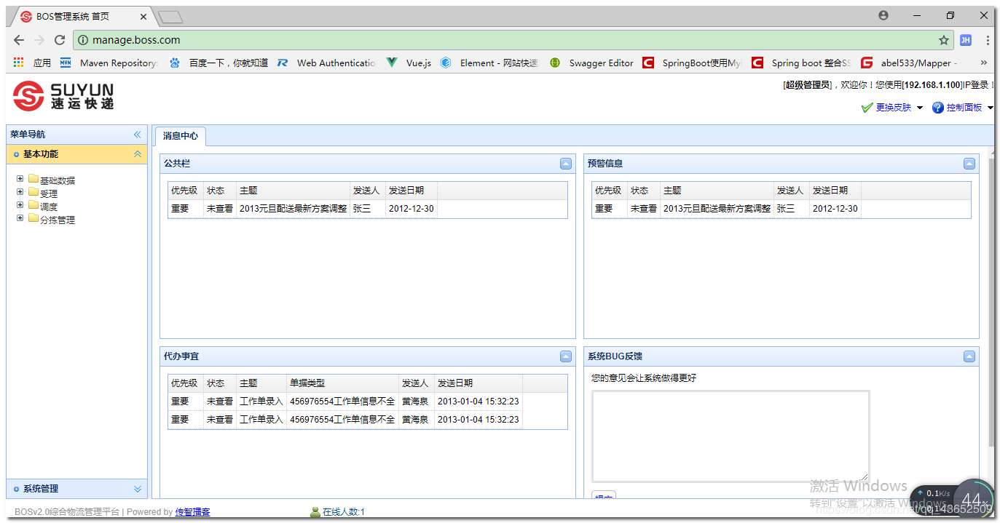 BOS管理系统 首页
manage.boss.com
应用 Maven Repository: 百度一下，你就知道 Web Authenticatio Vue.js Element - 网站快速 Swagger Editor SpringBoot使用My Spring boot 整合SS abel533/Mapper - »
SUYUN
速运快递
[超级管理员]，欢迎你！您使用[192.168.1.100]IP登录！
更换皮肤 控制面板
菜单导航
基本功能
基础数据
受理
调度
分拣管理
系统管理
消息中心
公共栏
优先级 状态 主题 发送人 发送日期
重要 未查看 2013元旦配送最新方案调整 张三 2012-12-30
预警信息
优先级 状态 主题 发送人 发送日期
重要 未查看 2013元旦配送最新方案调整 张三 2012-12-30
代办事宜
优先级 状态 主题 单据类型 发送人 发送日期
重要 未查看 工作单录入 456976554工作单信息不全 黄海泉 2013-01-04 15:32:23
重要 未查看 工作单录入 456976554工作单信息不全 黄海泉 2013-01-04 15:32:23
系统BUG反馈
您的意见会让系统做得更好
激活 Windows
转到"设置"以激活 Windows
0.1K/s
44%
https://blog.csdn.net/qq_43652509
BOSv2.0综合物流管理平台 | Powered by 传智播客
在线人数:1